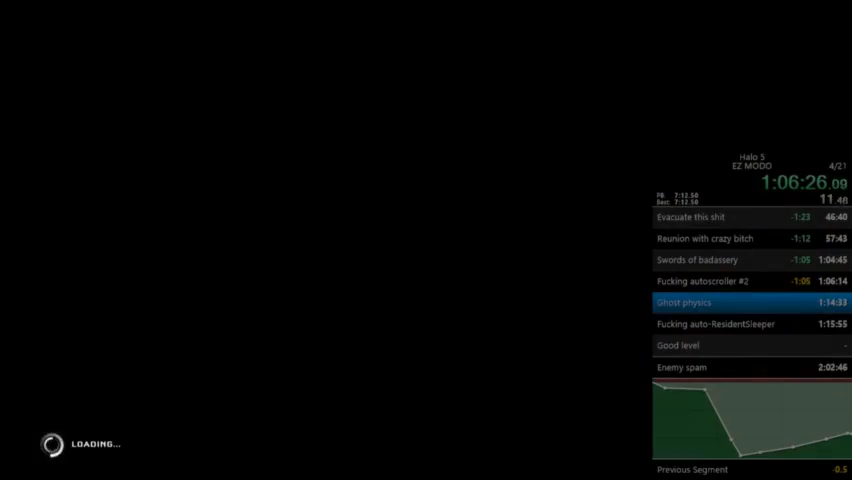 Halo 5
EZ MODO 4/21
1:06:26.09
PB: 7:12.50
Best: 7:12.50
11.48
Evacuate this shit -1:23 46:40
Reunion with crazy bitch -1:12 57:43
Swords of badassery -1:05 1:04:45
Fucking autoscroller #2 -1:05 1:06:14
Ghost physics 1:14:33
Fucking auto-ResidentSleeper 1:15:55
Good level -
Enemy spam 2:02:46
LOADING...
Previous Segment -0.5